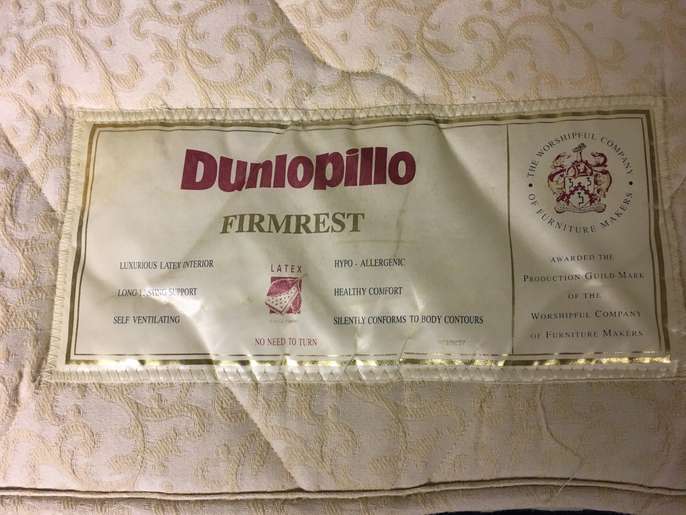 Dunlopillo
FIRMREST
LUXURIOUS LATEX INTERIOR
LONG LASTING SUPPORT
SELF VENTILATING
LATEX
HYPO - ALLERGENIC
HEALTHY COMFORT
SILENTLY CONFORMS TO BODY CONTOURS
NO NEED TO TURN
· THE WORSHIPFUL COMPANY ·
OF FURNITURE MAKERS
AWARDED THE
PRODUCTION GUILD MARK
OF THE
WORSHIPFUL COMPANY
OF FURNITURE MAKERS